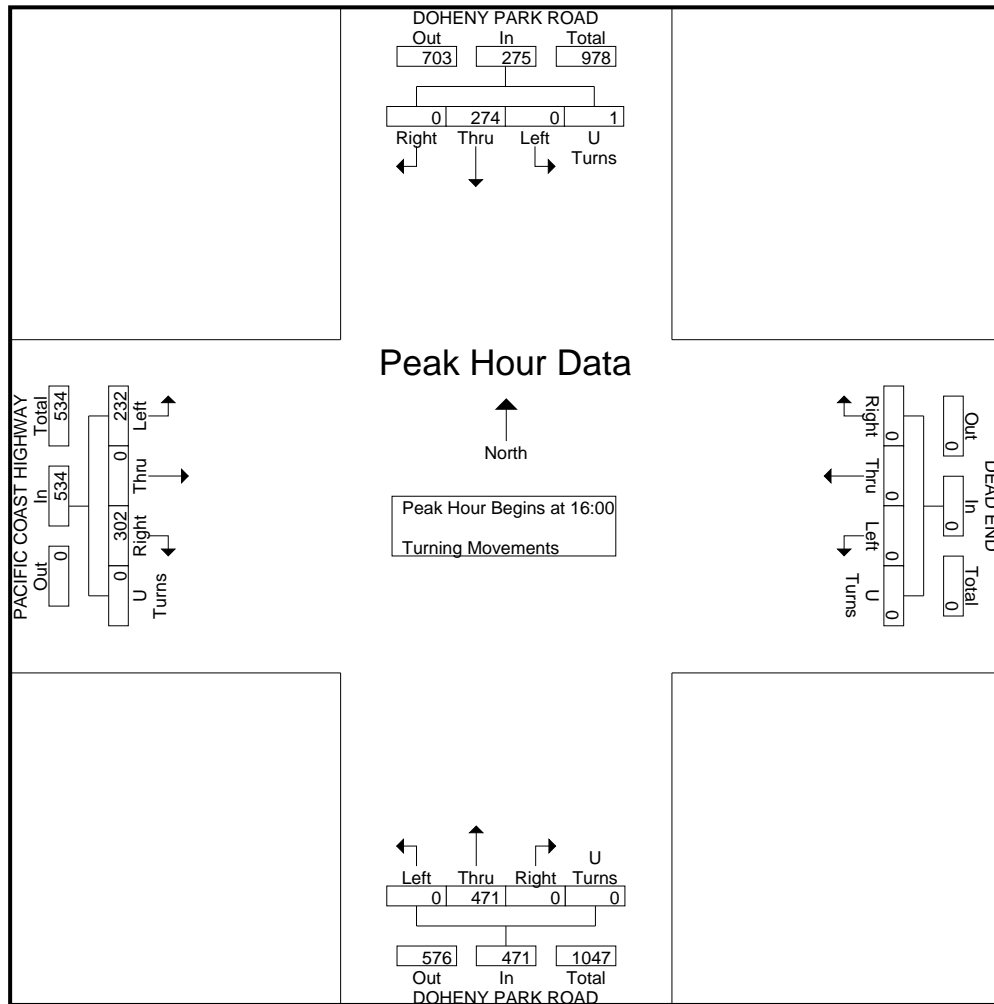 DOHENY PARK ROAD
Out In Total
703 275 978
0 274 0 1
Right Thru Left U
Turns
Peak Hour Data
North
Peak Hour Begins at 16:00
Turning Movements
PACIFIC COAST HIGHWAY
Out In Total
0 534 534
232 0 302 0
Left Thru Right U
Turns
DEAD END
Out In Total
0 0 0
0 0 0 0
Right Thru Left U
Turns
U
Left Thru Right Turns
0 471 0 0
576 471 1047
Out In Total
DOHENY PARK ROAD